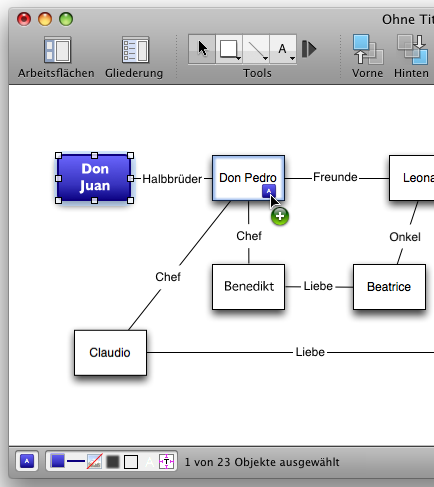 Ohne Tit
Arbeitsflächen
Gliederung
A
Tools
Vorne
Hinten
Don
Juan
Halbbrüder
Don Pedro
Freunde
Leona
A
Chef
Onkel
Chef
Benedikt
Liebe
Beatrice
Claudio
Liebe
A
A
T
1 von 23 Objekte ausgewählt